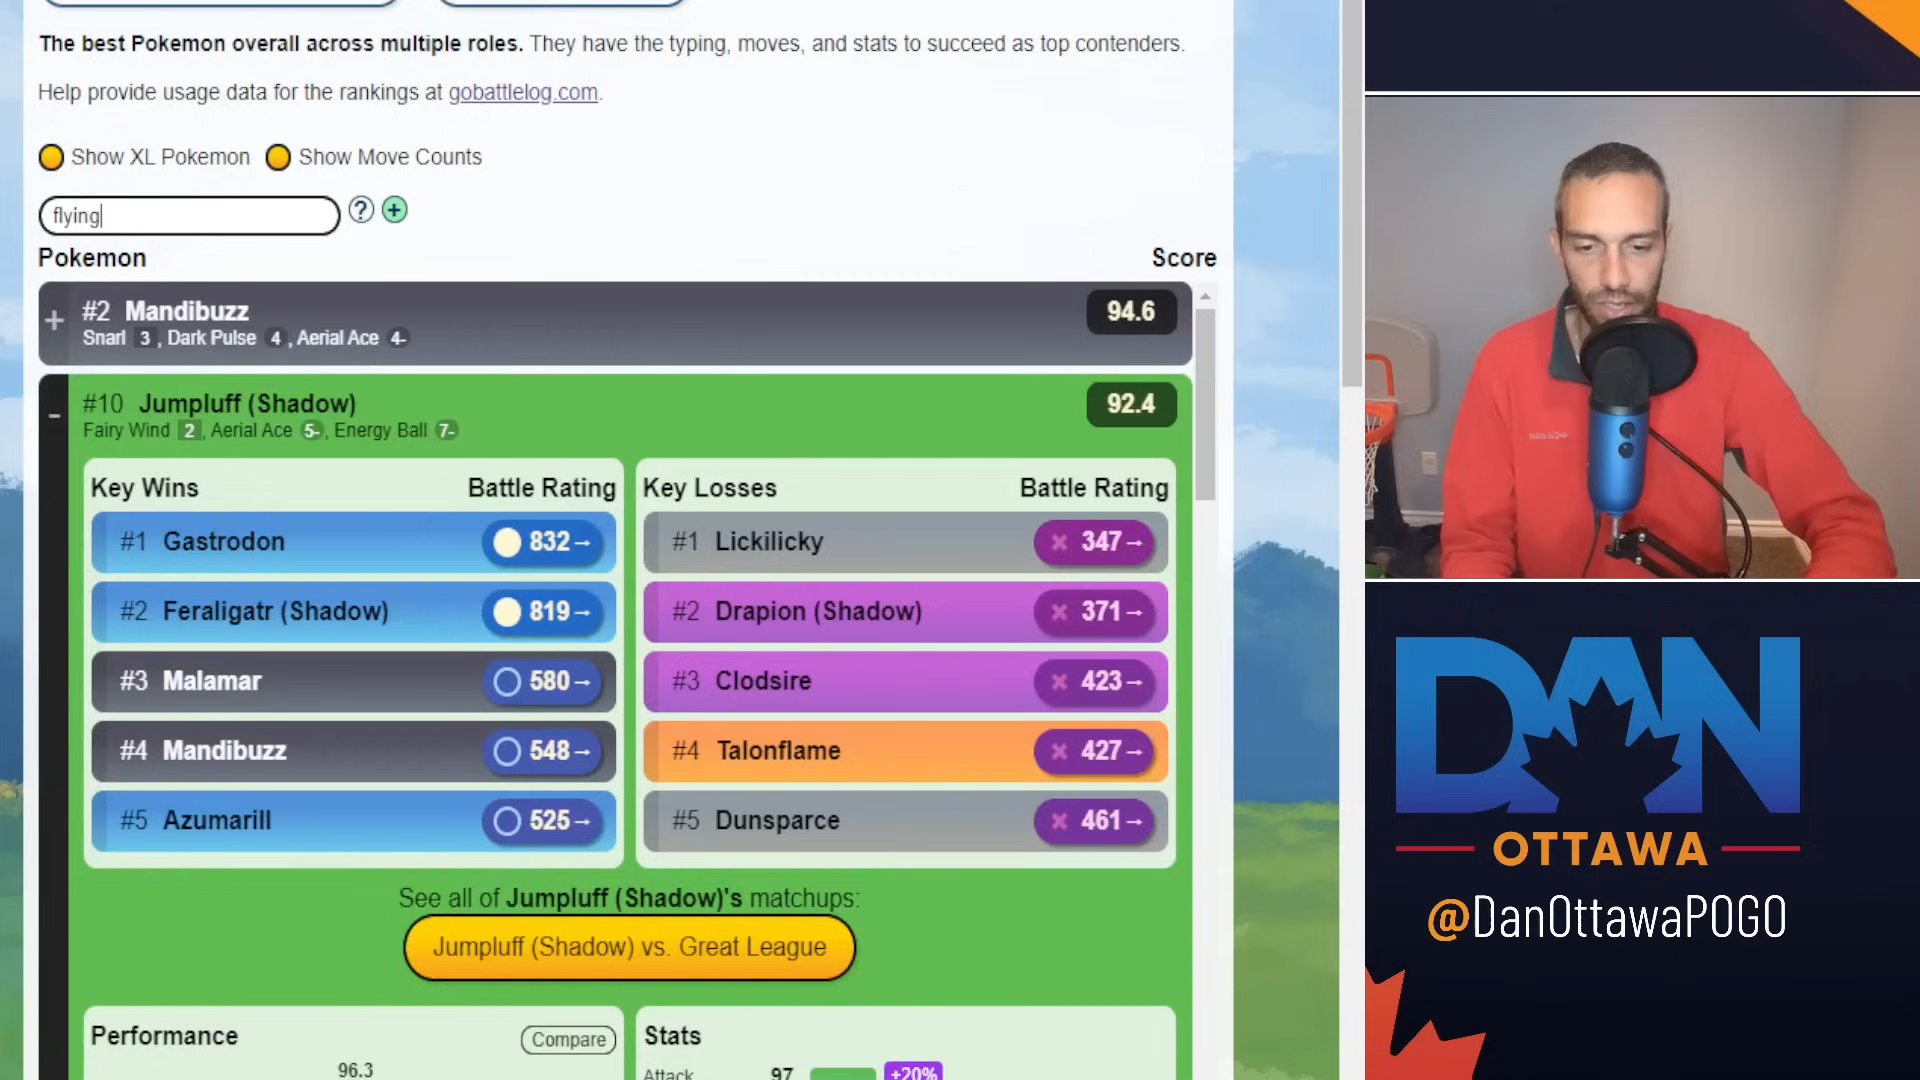 The best Pokemon overall across multiple roles. They have the typing, moves, and stats to succeed as top contenders.
Help provide usage data for the rankings at gobattlelog.com.
Show XL Pokemon Show Move Counts
flying ? +
Pokemon Score
+ #2 Mandibuzz 94.6
Snarl 3 , Dark Pulse 4 , Aerial Ace 4-
- #10 Jumpluff (Shadow) 92.4
Fairy Wind 2 , Aerial Ace 5- , Energy Ball 7-
Key Wins Battle Rating
#1 Gastrodon 832→
#2 Feraligatr (Shadow) 819→
#3 Malamar 580→
#4 Mandibuzz 548→
#5 Azumarill 525→
Key Losses Battle Rating
#1 Lickilicky × 347→
#2 Drapion (Shadow) × 371→
#3 Clodsire × 423→
#4 Talonflame × 427→
#5 Dunsparce × 461→
See all of Jumpluff (Shadow)'s matchups:
Jumpluff (Shadow) vs. Great League
Performance Compare
96.3
Stats
Attack 97 +20%
DAN
OTTAWA
@DanOttawaPOGO